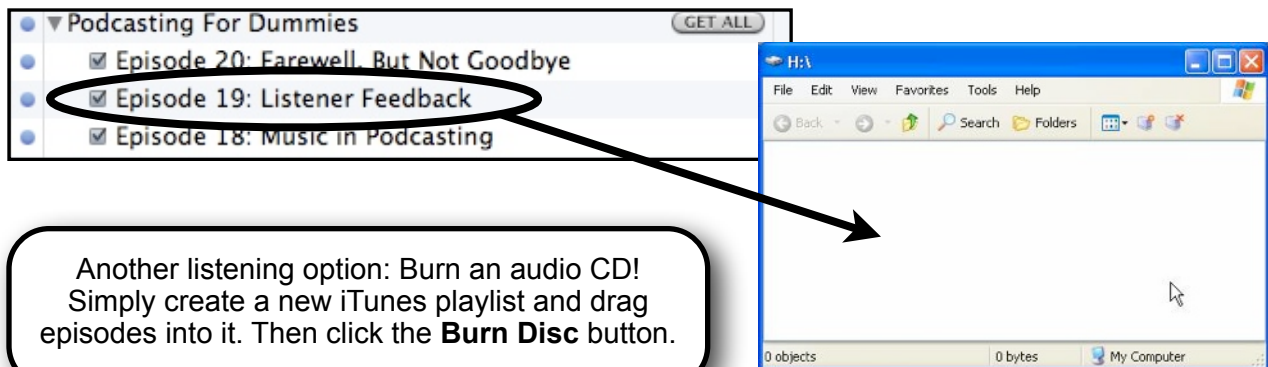 Podcasting For Dummies GET ALL
Episode 20: Farewell, But Not Goodbye
Episode 19: Listener Feedback
Episode 18: Music in Podcasting
H:\
File Edit View Favorites Tools Help
Back Search Folders
0 objects 0 bytes My Computer
Another listening option: Burn an audio CD!
Simply create a new iTunes playlist and drag
episodes into it. Then click the Burn Disc button.